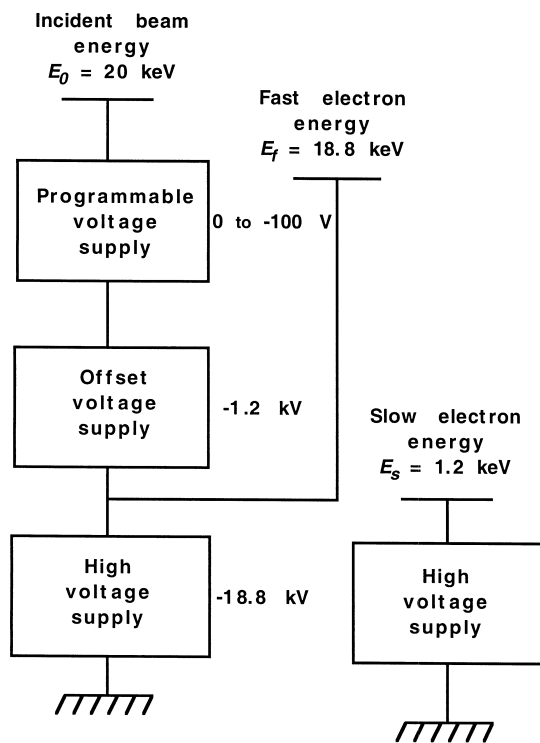 Incident beam
energy
E0 = 20 keV
Fast electron
energy
Ef = 18.8 keV
Programmable
voltage
supply
0 to -100 V
Offset
voltage
supply
-1.2 kV
Slow electron
energy
Es = 1.2 keV
High
voltage
supply
-18.8 kV
High
voltage
supply